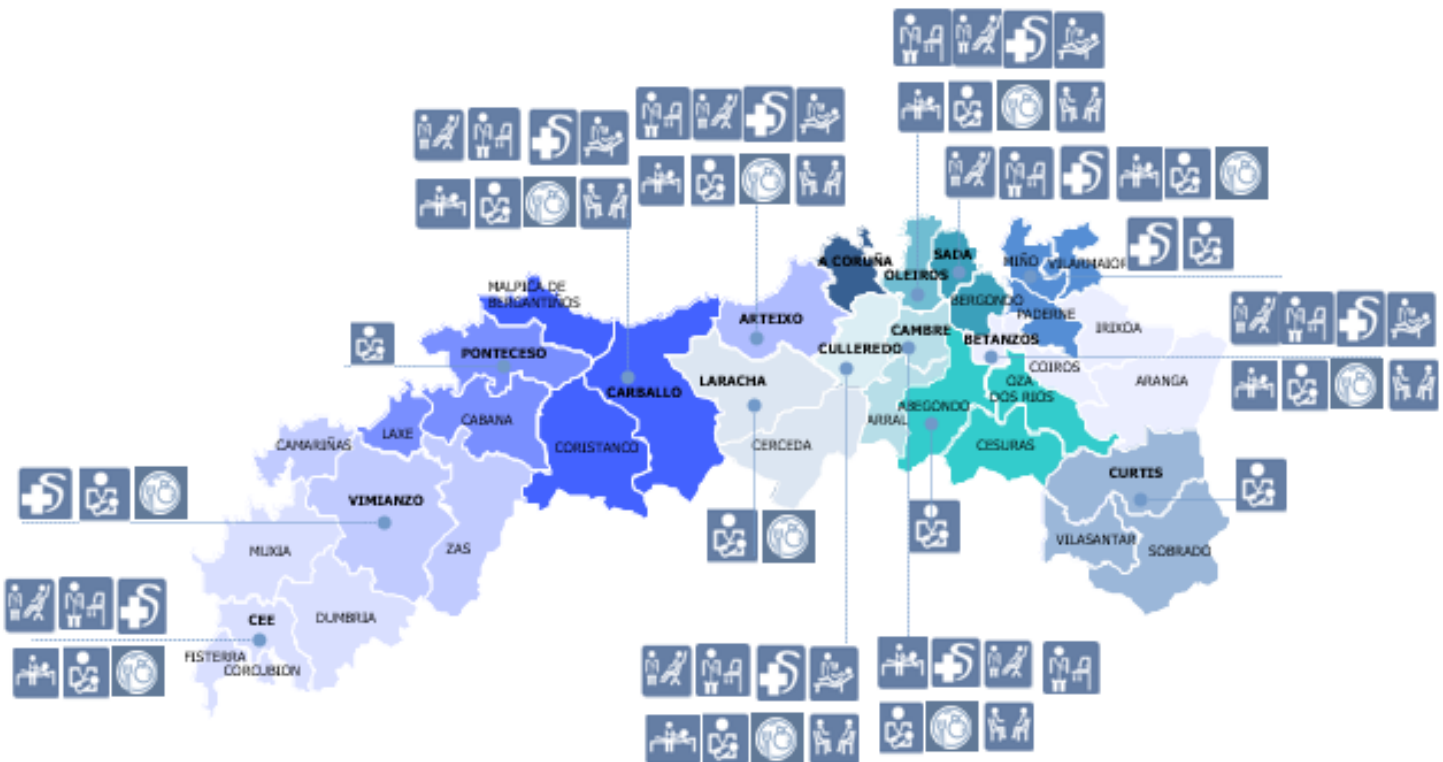 A CORUÑA
SADA
OLEIROS
MIÑO
VILARMAIOR
MALPICA DE
BERGANTIÑOS
BERGONDO
PADERNE
ARTEIXO
IRIXOA
CAMBRE
BETANZOS
PONTECESO
CULLEREDO
COIROS
LARACHA
ARANGA
CARBALLO
OZA
DOS RIOS
ABEGONDO
CABANA
LAXE
ARRAL
CAMARIÑAS
CORISTANCO
CERCEDA
CESURAS
CURTIS
VIMIANZO
VILASANTAR
SOBRADO
MUXIA
ZAS
CEE
DUMBRIA
FISTERRA
CORCUBION